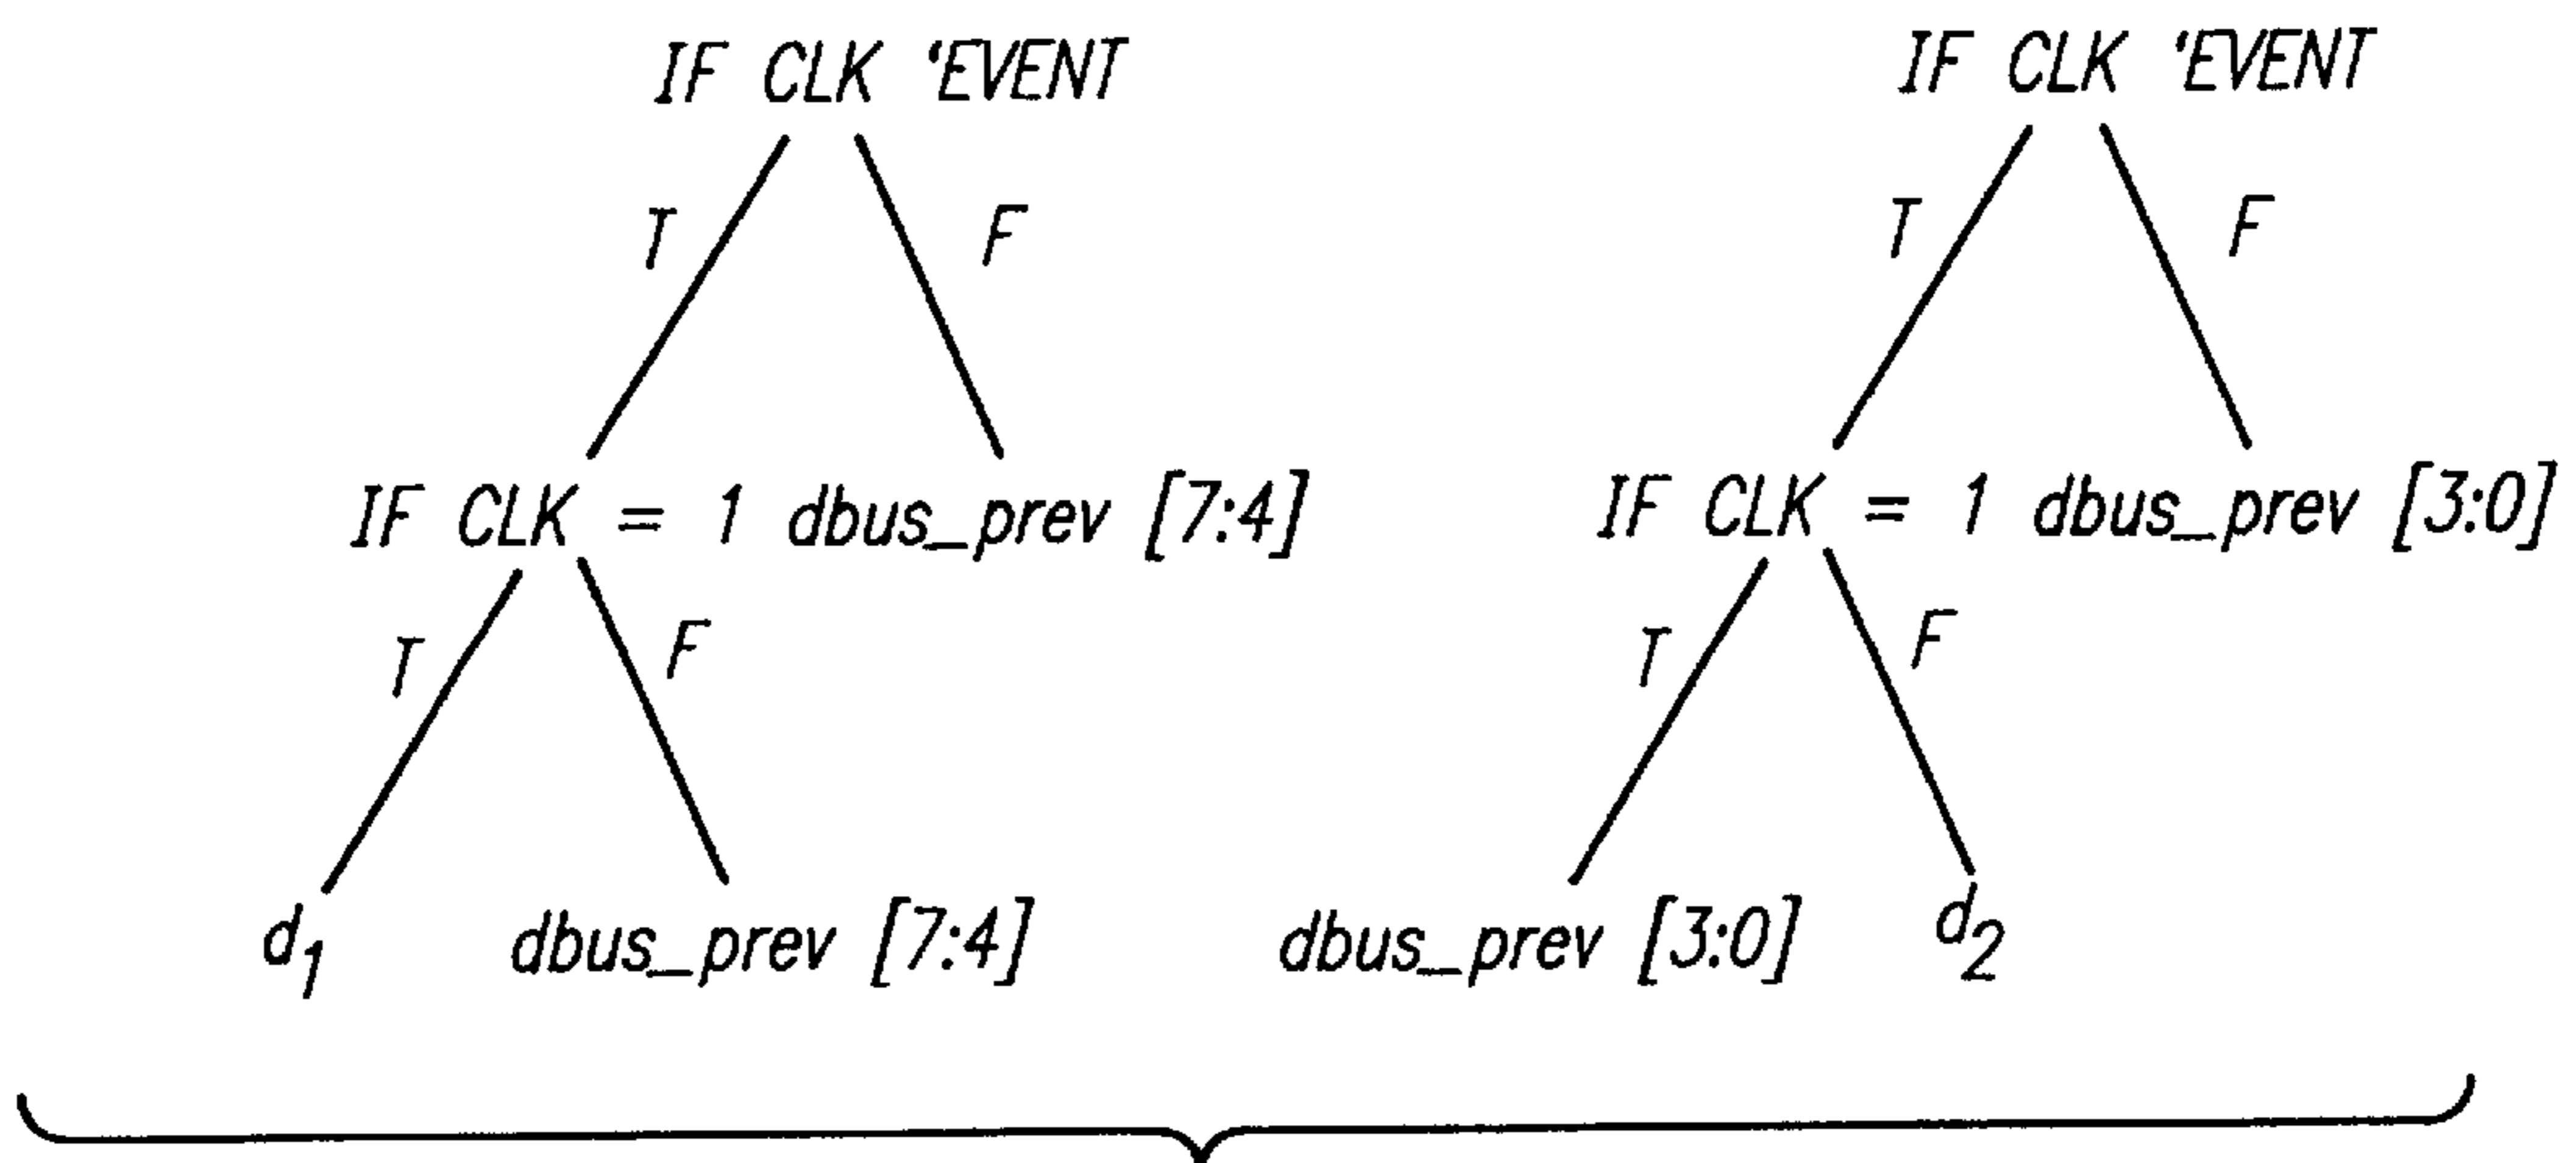 IF CLK 'EVENT
T
F
IF CLK = 1 dbus_prev [7:4]
T
F
d1
dbus_prev [7:4]
IF CLK 'EVENT
T
F
IF CLK = 1 dbus_prev [3:0]
T
F
dbus_prev [3:0]
d2